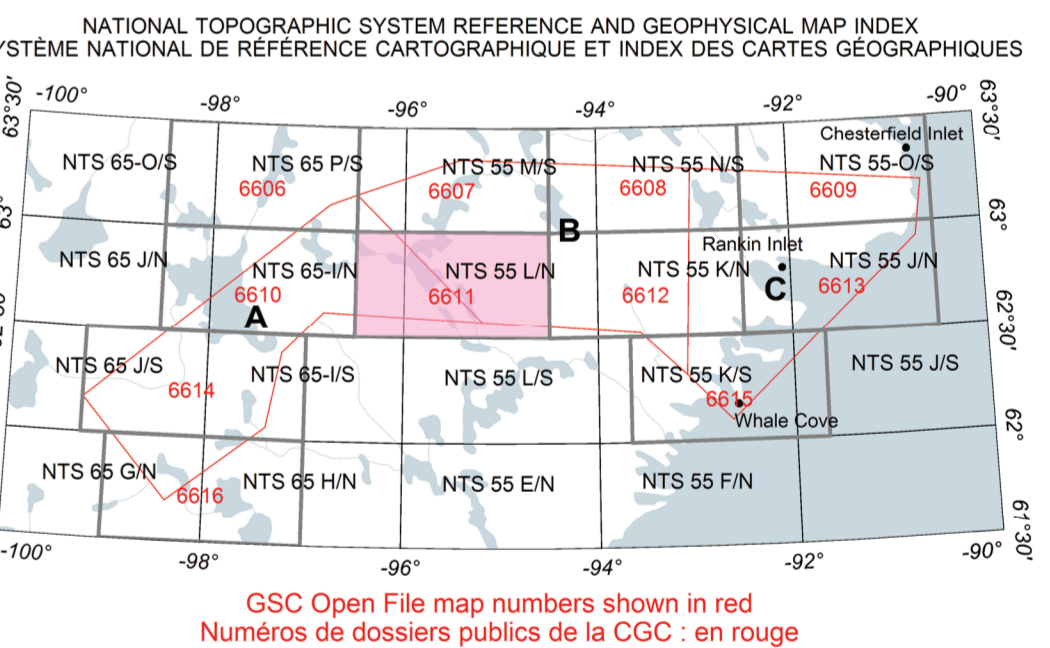 NATIONAL TOPOGRAPHIC SYSTEM REFERENCE AND GEOPHYSICAL MAP INDEX
YSTÈME NATIONAL DE RÉFÉRENCE CARTOGRAPHIQUE ET INDEX DES CARTES GÉOGRAPHIQUES
-100° -98° -96° -94° -92° -90°
63°30' 63°30'
Chesterfield Inlet
NTS 65-O/S NTS 65 P/S NTS 55 M/S NTS 55 N/S NTS 55-O/S
6606 6607 6608 6609
63° 63°
B
Rankin Inlet
NTS 65 J/N NTS 65-I/N NTS 55 L/N NTS 55 K/N NTS 55 J/N
6610 6611 6612 C 6613
A
62°30'
NTS 65 J/S NTS 65-I/S NTS 55 L/S NTS 55 K/S NTS 55 J/S
6614 6615
Whale Cove
62°
NTS 65 G/N NTS 65 H/N NTS 55 E/N NTS 55 F/N
6616
61°30'
-100° -98° -96° -94° -92° -90°
GSC Open File map numbers shown in red
Numéros de dossiers publics de la CGC : en rouge